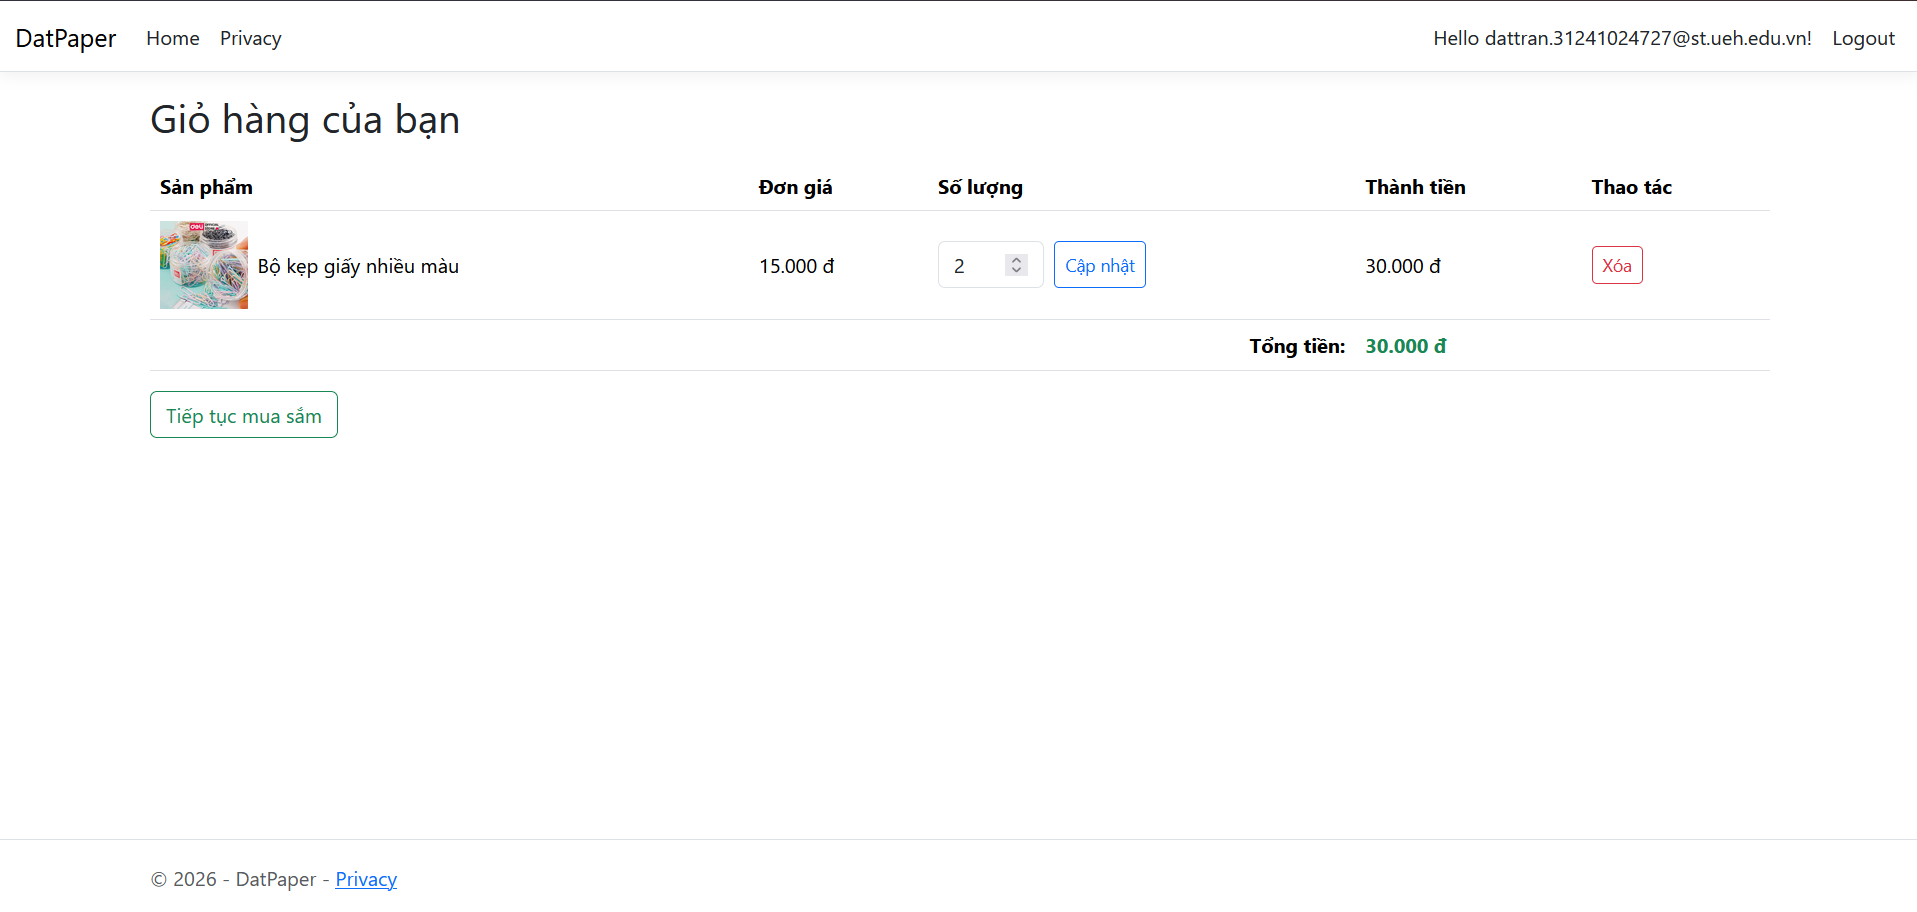 DatPaper Home Privacy Hello dattran.31241024727@st.ueh.edu.vn! Logout
Giỏ hàng của bạn
Sản phẩm Đơn giá Số lượng Thành tiền Thao tác
deli
Bộ kẹp giấy nhiều màu 15.000 đ 2 Cập nhật 30.000 đ Xóa
Tổng tiền: 30.000 đ
Tiếp tục mua sắm
© 2026 - DatPaper - Privacy